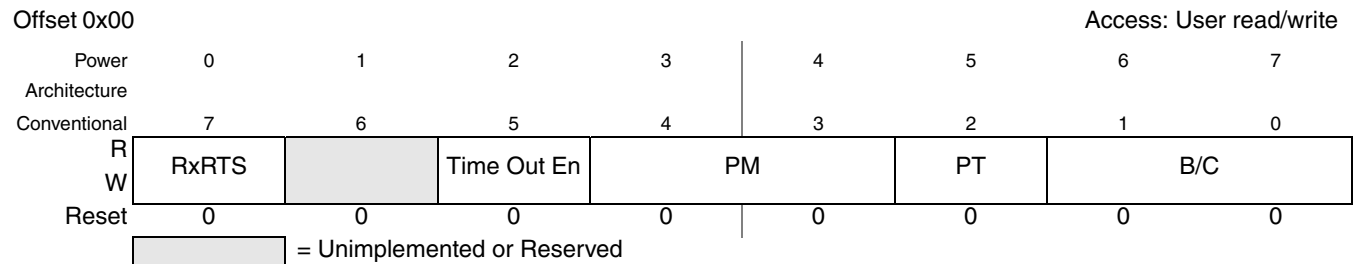 Offset 0x00 Access: User read/write
Power 0 1 2 3 4 5 6 7
Architecture
Conventional 7 6 5 4 3 2 1 0
R
RxRTS Time Out En PM PT B/C
W
Reset 0 0 0 0 0 0 0 0
= Unimplemented or Reserved